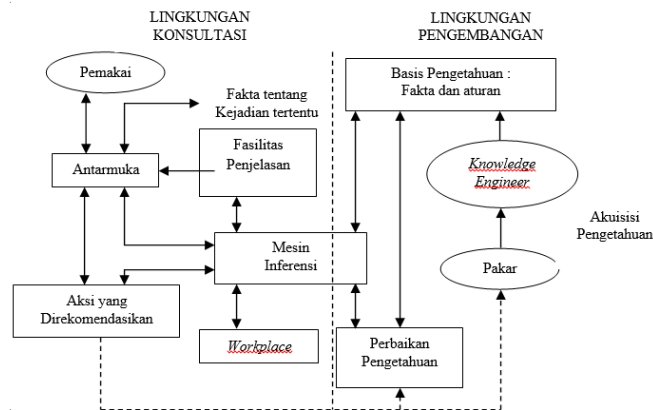 LINGKUNGAN
KONSULTASI
LINGKUNGAN
PENGEMBANGAN
Pemakai
Fakta tentang
Kejadian tertentu
Basis Pengetahuan :
Fakta dan aturan
Fasilitas
Penjelasan
Antarmuka
Knowledge
Engineer
Akuisisi
Pengetahuan
Mesin
Inferensi
Pakar
Aksi yang
Direkomendasikan
Workplace
Perbaikan
Pengetahuan